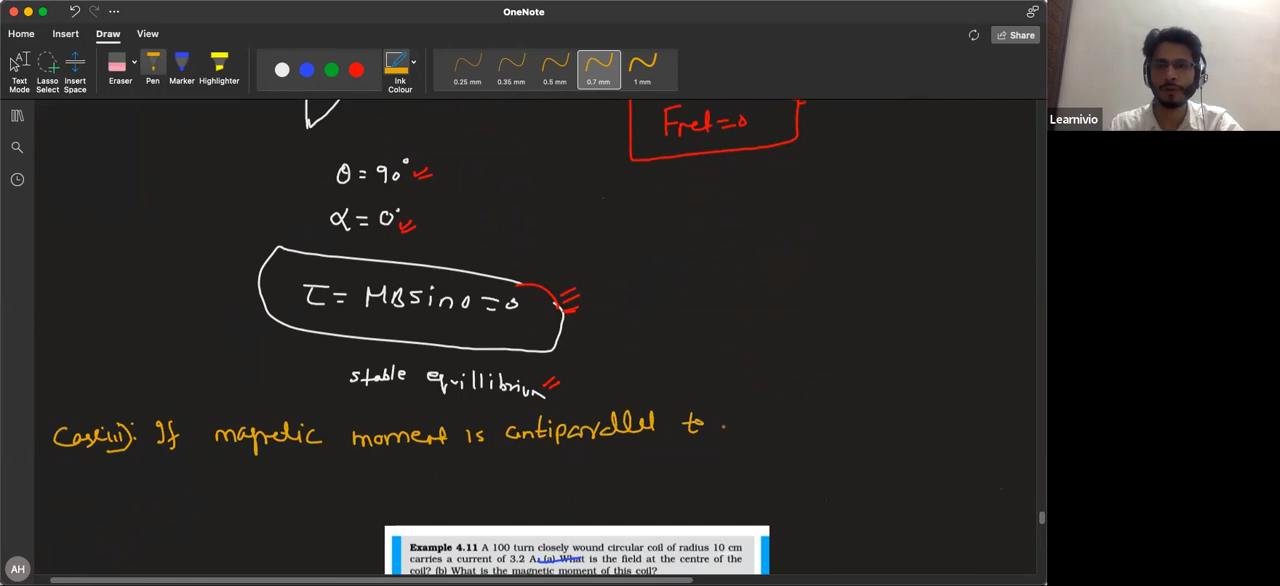 OneNote
Home Insert Draw View
Share
Text Mode
Lasso Select
Insert Space
Eraser
Pen
Marker
Highlighter
Ink Colour
0.25 mm
0.35 mm
0.5 mm
0.7 mm
1 mm
Learnivio
Fnet=0
θ = 90°
α = 0°
τ = MB sin 0 = 0
stable equillibrium
Case(iii): If magnetic moment is antiparallel to
Example 4.11 A 100 turn closely wound circular coil of radius 10 cm
carries a current of 3.2 A. (a) What is the field at the centre of the
coil? (b) What is the magnetic moment of this coil?
AH